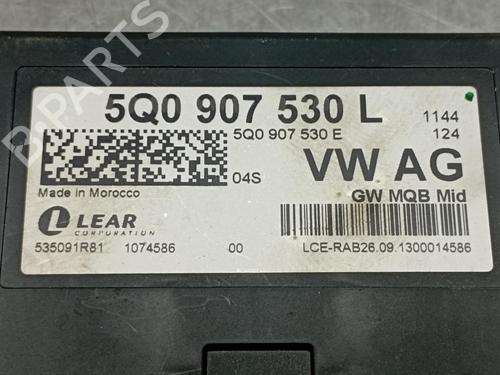 5Q0 907 530 L
1144
5Q0 907 530 E
124
04S
VW AG
GW MQB Mid
Made in Morocco
LEAR
CORPORATION
535091R81 1074586 00
LCE-RAB26.09.1300014586
B-PARTS